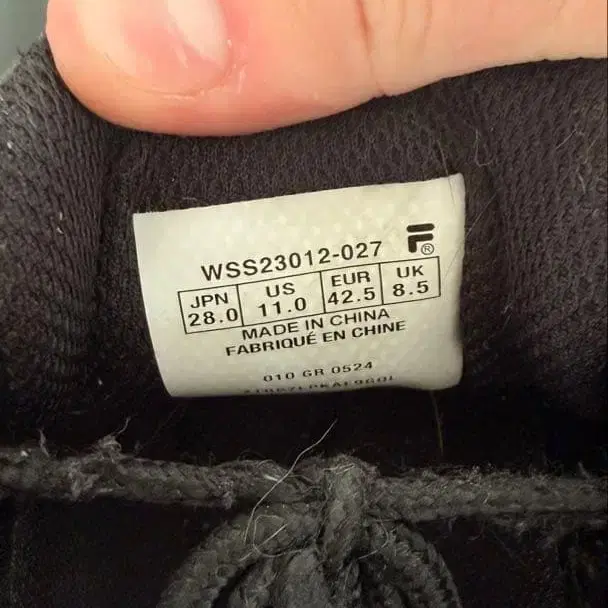 WSS23012-027
JPN US EUR UK
28.0 11.0 42.5 8.5
MADE IN CHINA
FABRIQUÉ EN CHINE
010 GR 0524